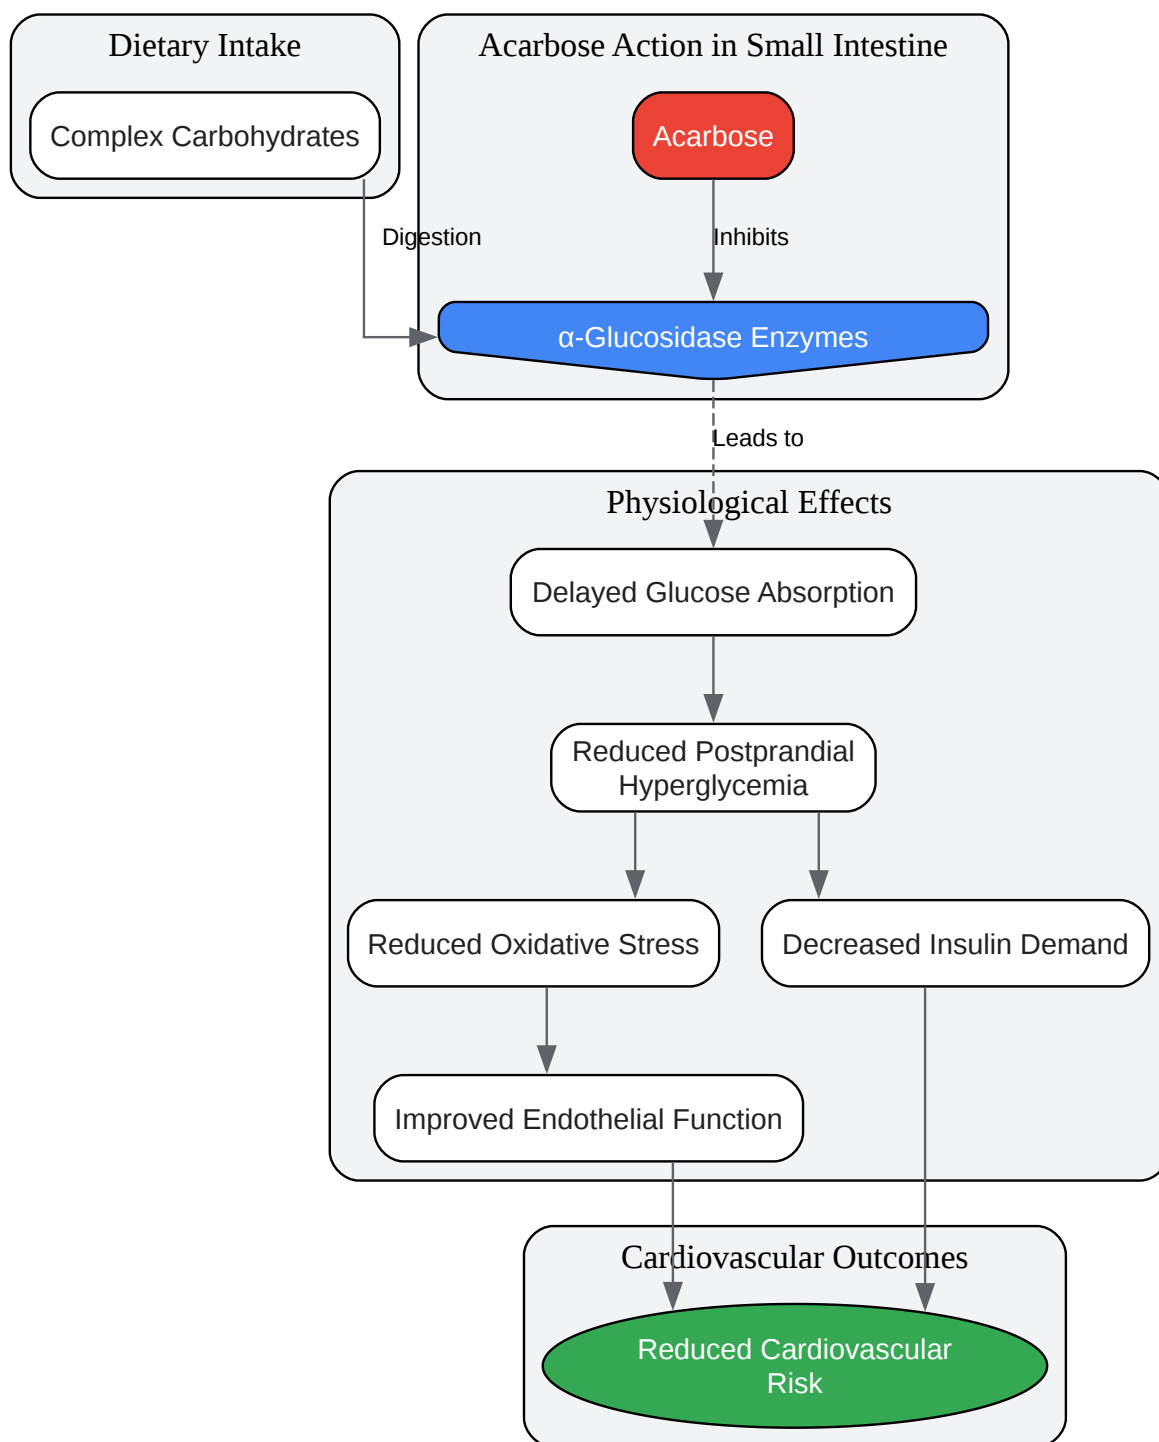 Dietary Intake
Complex Carbohydrates
Acarbose Action in Small Intestine
Acarbose
Digestion
Inhibits
α-Glucosidase Enzymes
Leads to
Physiological Effects
Delayed Glucose Absorption
Reduced Postprandial
Hyperglycemia
Reduced Oxidative Stress
Decreased Insulin Demand
Improved Endothelial Function
Cardiovascular Outcomes
Reduced Cardiovascular
Risk